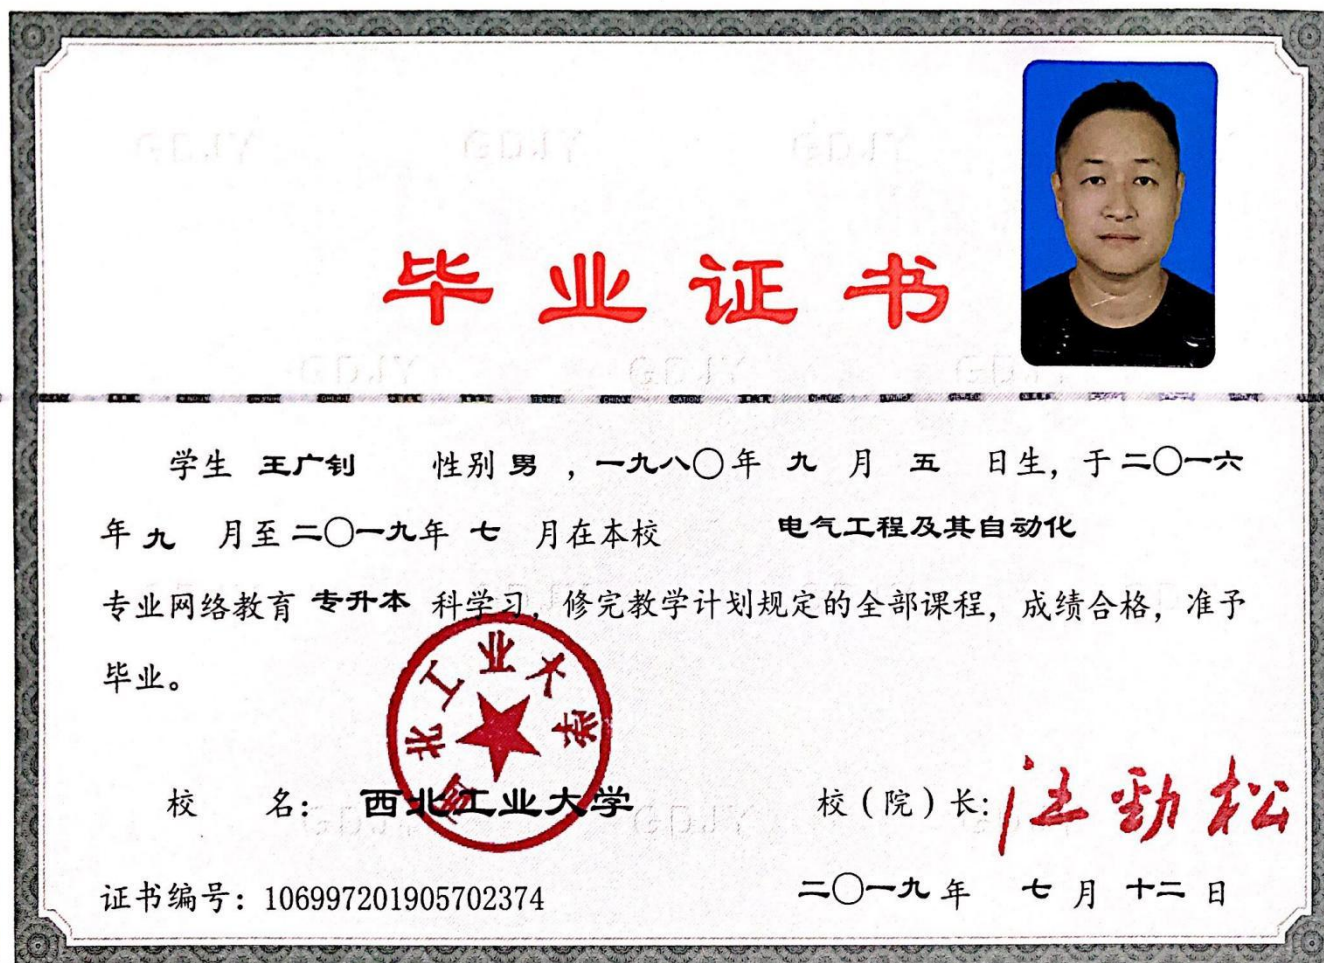 毕业证书
学生 王广钊 性别 男 ，一九八〇年 九 月 五 日生，于二〇一六
年 九 月至二〇一九年 七 月在本校 电气工程及其自动化
专业网络教育 专升本 科学习，修完教学计划规定的全部课程，成绩合格，准予
毕业。
西北工业大学
校 名：西北工业大学 校（院）长：汪劲松
证书编号：106997201905702374 二〇一九年 七 月 十二 日